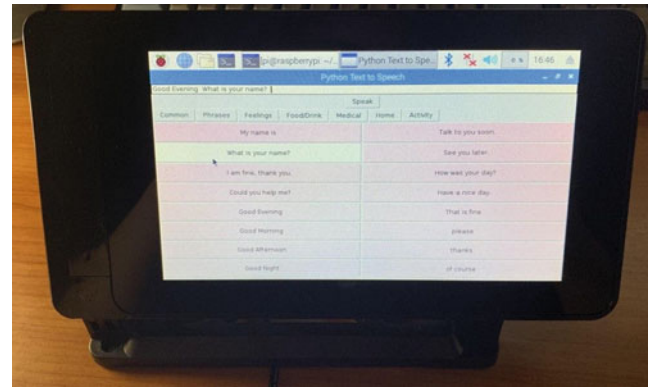 pi@raspberrypi: ~/.. Python Text to Spe... 16:46
Python Text to Speech
Good Evening What is your name?
Speak
Common Phrases Feelings Food/Drink Medical Home Activity
My name is Talk to you soon.
What is your name? See you later.
I am fine, thank you. How was your day?
Could you help me? Have a nice day.
Good Evening That is fine
Good Morning please
Good Afternoon thanks
Good Night of course